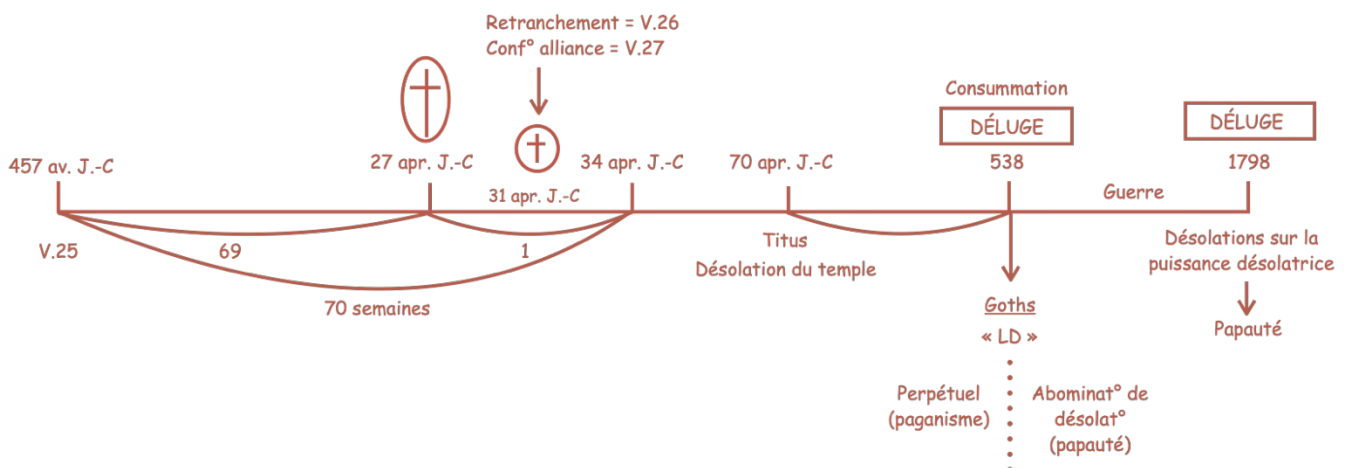 Retranchement = V.26
Conf° alliance = V.27
Consummation
DÉLUGE
DÉLUGE
457 av. J.-C
27 apr. J.-C
34 apr. J.-C
70 apr. J.-C
538
1798
31 apr. J.-C
Guerre
V.25
69
1
Titus
Désolation du temple
Désolations sur la
puissance désolatrice
70 semaines
Goths
« LD »
Papauté
Perpétuel
(paganisme)
Abominat° de
désolat°
(papauté)